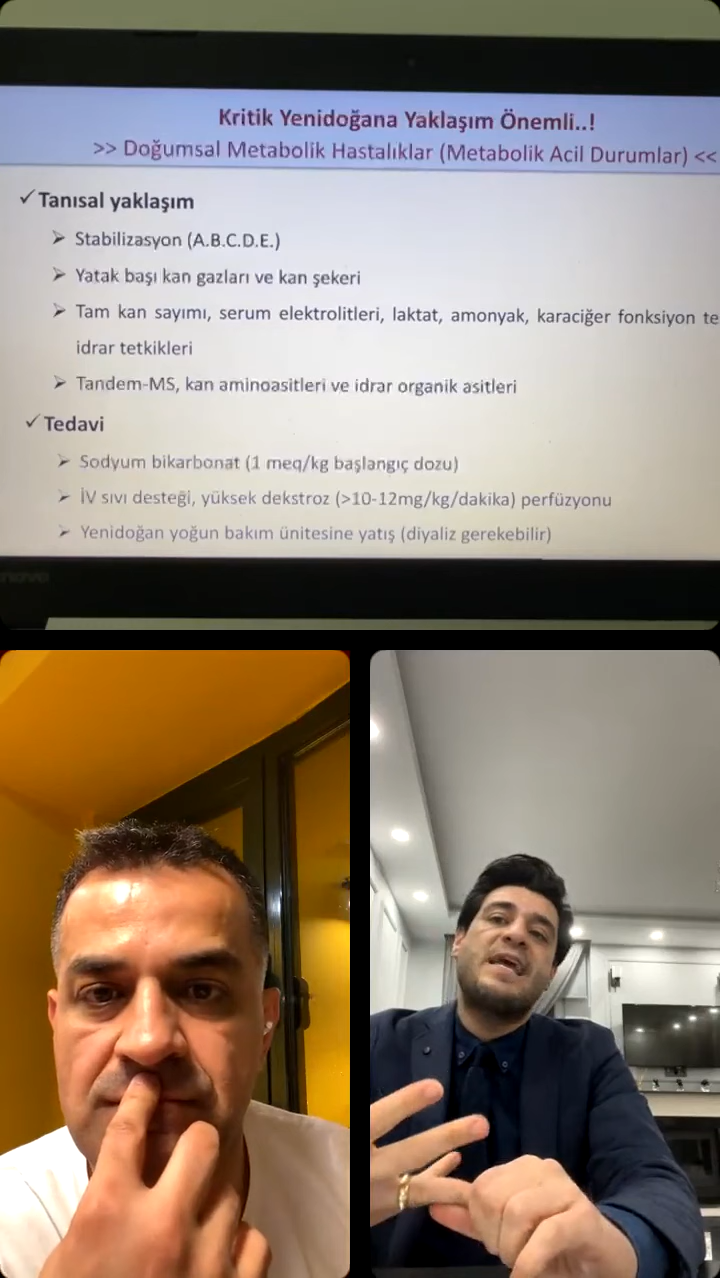 Kritik Yenidoğana Yaklaşım Önemli..!
>> Doğumsal Metabolik Hastalıklar (Metabolik Acil Durumlar) <<
✓ Tanısal yaklaşım
➢ Stabilizasyon (A.B.C.D.E.)
➢ Yatak başı kan gazları ve kan şekeri
➢ Tam kan sayımı, serum elektrolitleri, laktat, amonyak, karaciğer fonksiyon te
idrar tetkikleri
➢ Tandem-MS, kan aminoasitleri ve idrar organik asitleri
✓ Tedavi
➢ Sodyum bikarbonat (1 meq/kg başlangıç dozu)
➢ İV sıvı desteği, yüksek dekstroz (>10-12mg/kg/dakika) perfüzyonu
➢ Yenidoğan yoğun bakım ünitesine yatış (diyaliz gerekebilir)